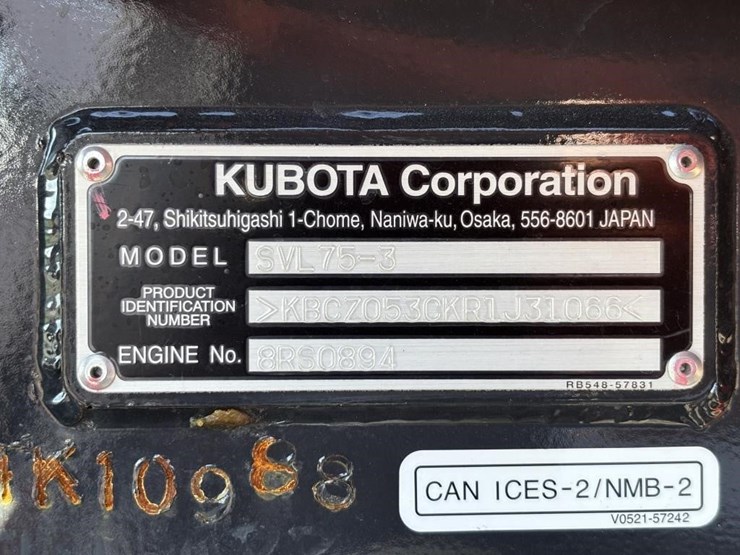 KUBOTA Corporation
2-47, Shikitsuhigashi 1-Chome, Naniwa-ku, Osaka, 556-8601 JAPAN
MODEL SVL75-3
PRODUCT
IDENTIFICATION
NUMBER
>KBCZ053CKR1J31066<
ENGINE No. 8RS0894
RB548-57831
K10988
CAN ICES-2/NMB-2
V0521-57242